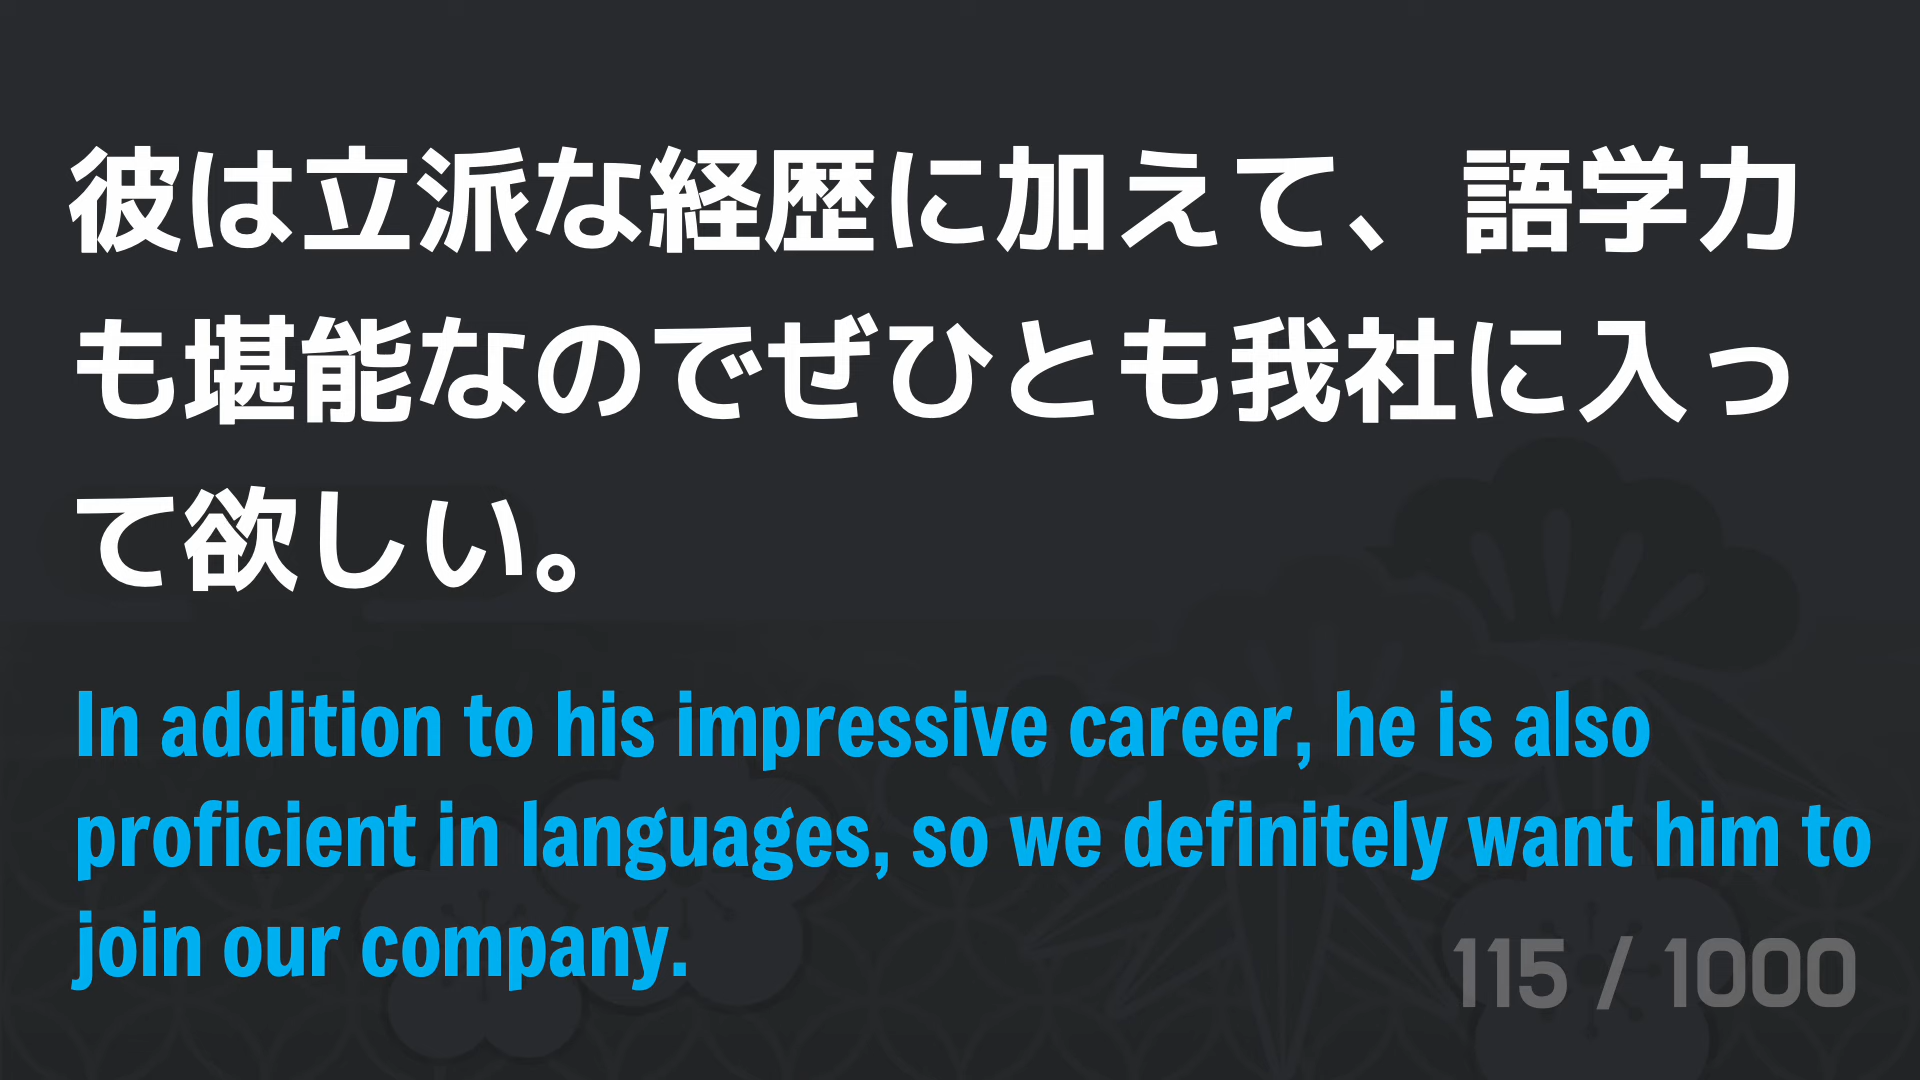 彼は立派な経歴に加えて、語学力
も堪能なのでぜひとも我社に入っ
て欲しい。
In addition to his impressive career, he is also
proficient in languages, so we definitely want him to
join our company.
115 / 1000